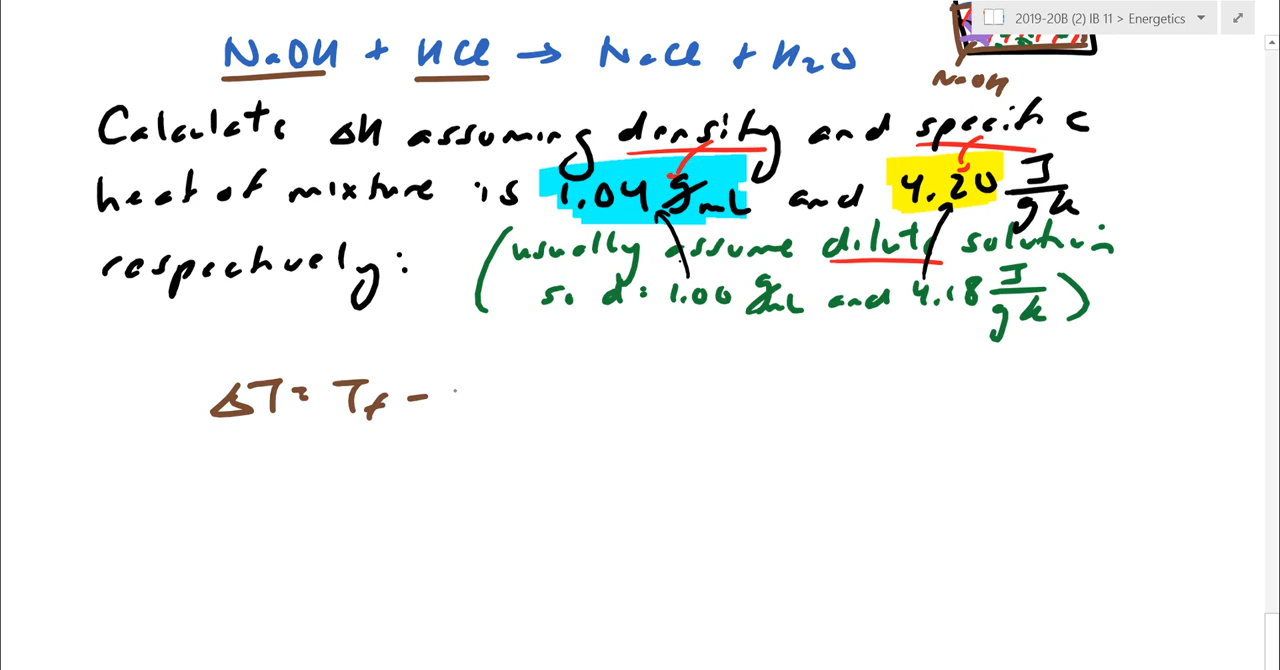 2019-20B (2) IB 11 > Energetics
NaOH + HCl → NaCl + H2O
NaOH
Calculate ΔH assuming density and specific
heat of mixture is 1.04 g/mL and 4.20 J/gK
respectively:
(usually assume dilute solution
so d = 1.00 g/mL and 4.18 J/gK)
ΔT = Tf -